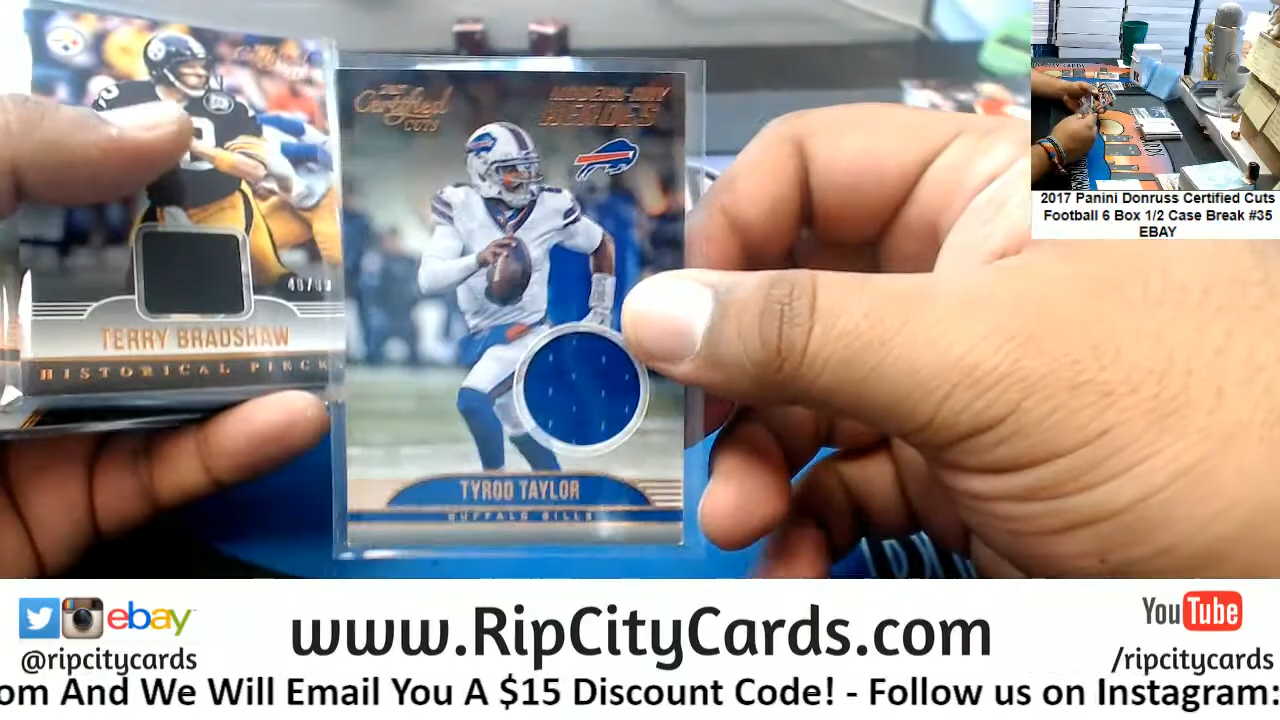 Certified
CUTS
MODERN-DAY
HEROES
TERRY BRADSHAW
HISTORICAL PIECE
TYROD TAYLOR
BUFFALO BILLS
2017 Panini Donruss Certified Cuts
Football 6 Box 1/2 Case Break #35
EBAY
ebay
@ripcitycards
www.RipCityCards.com
YouTube
/ripcitycards
om And We Will Email You A $15 Discount Code! - Follow us on Instagram: